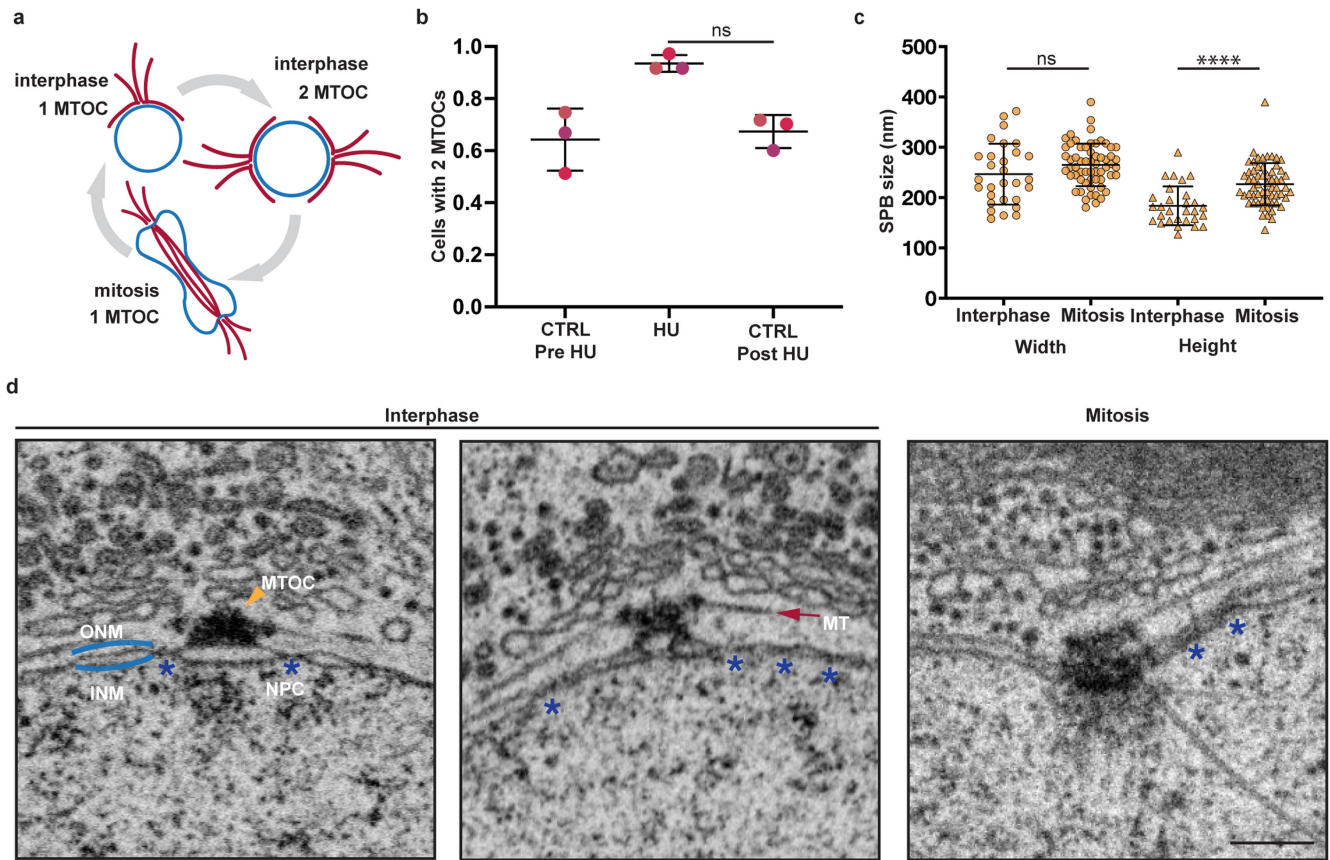 a
interphase
1 MTOC
interphase
2 MTOC
mitosis
1 MTOC
b
ns
Cells with 2 MTOCs
1.0
0.8
0.6
0.4
0.2
0.0
CTRL
Pre HU
HU
CTRL
Post HU
c
ns
****
SPB size (nm)
500
400
300
200
100
0
Interphase Mitosis Interphase Mitosis
Width Height
d
Interphase
Mitosis
MTOC
ONM
INM
*
*
NPC
MT
*
*
*
*
*
*